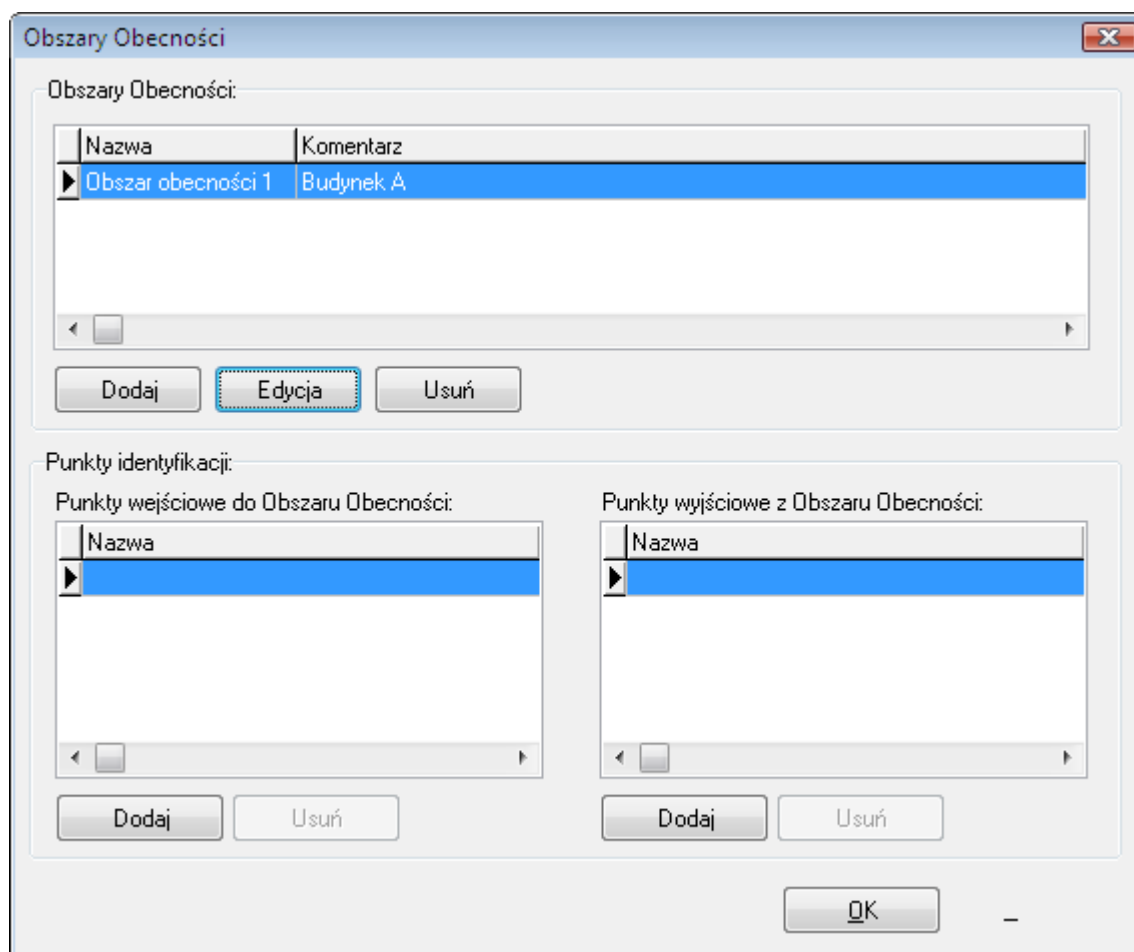 Obszary Obecności
Obszary Obecności:
Nazwa Komentarz
Obszar obecności 1 Budynek A
Dodaj Edycja Usuń
Punkty identyfikacji:
Punkty wejściowe do Obszaru Obecności: Punkty wyjściowe z Obszaru Obecności:
Nazwa Nazwa
Dodaj Usuń Dodaj Usuń
OK _